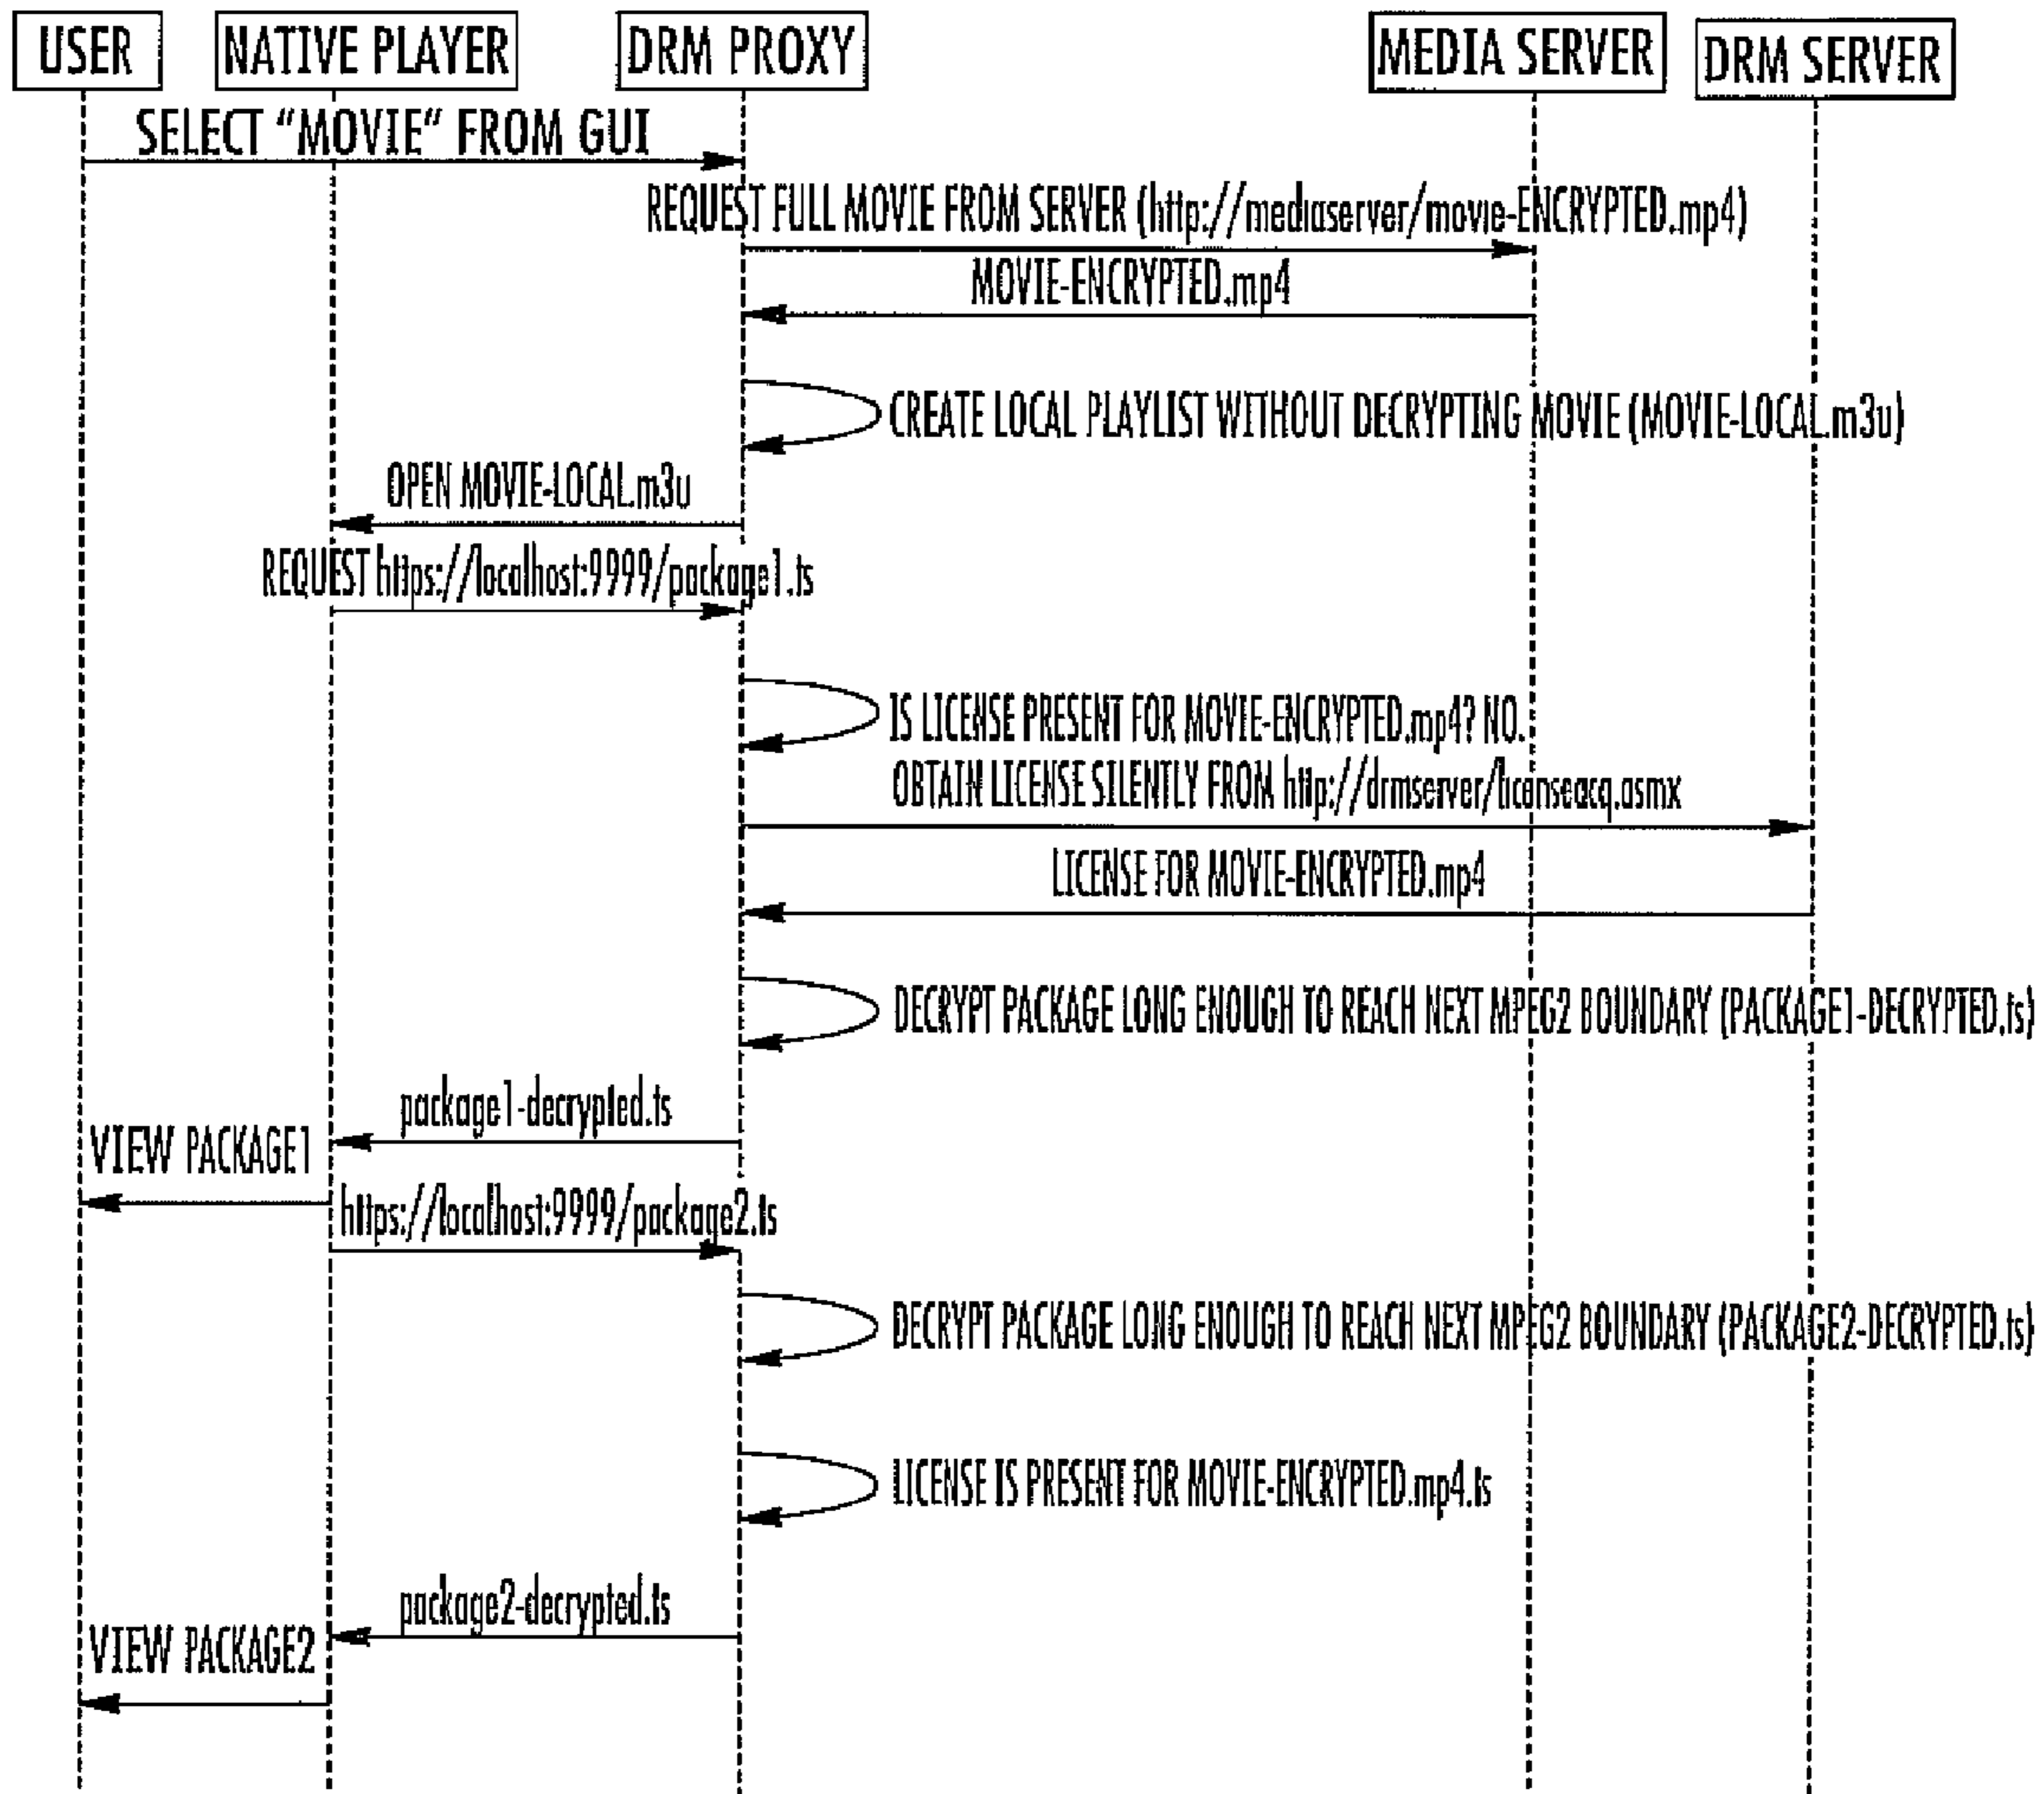 USER
NATIVE PLAYER
DRM PROXY
MEDIA SERVER
DRM SERVER
SELECT "MOVIE" FROM GUI
REQUEST FULL MOVIE FROM SERVER (http://mediaserver/movie-ENCRYPTED.mp4)
MOVIE-ENCRYPTED.mp4
CREATE LOCAL PLAYLIST WITHOUT DECRYPTING MOVIE (MOVIE-LOCAL.m3u)
OPEN MOVIE-LOCAL.m3u
REQUEST https://localhost:9999/package1.ts
IS LICENSE PRESENT FOR MOVIE-ENCRYPTED.mp4? NO.
OBTAIN LICENSE SILENTLY FROM http://drmserver/licenseacq.asmx
LICENSE FOR MOVIE-ENCRYPTED.mp4
DECRYPT PACKAGE LONG ENOUGH TO REACH NEXT MPEG2 BOUNDARY (PACKAGE1-DECRYPTED.ts)
package1-decrypted.ts
VIEW PACKAGE1
https://localhost:9999/package2.ts
DECRYPT PACKAGE LONG ENOUGH TO REACH NEXT MPEG2 BOUNDARY (PACKAGE2-DECRYPTED.ts)
LICENSE IS PRESENT FOR MOVIE-ENCRYPTED.mp4.ts
package2-decrypted.ts
VIEW PACKAGE2